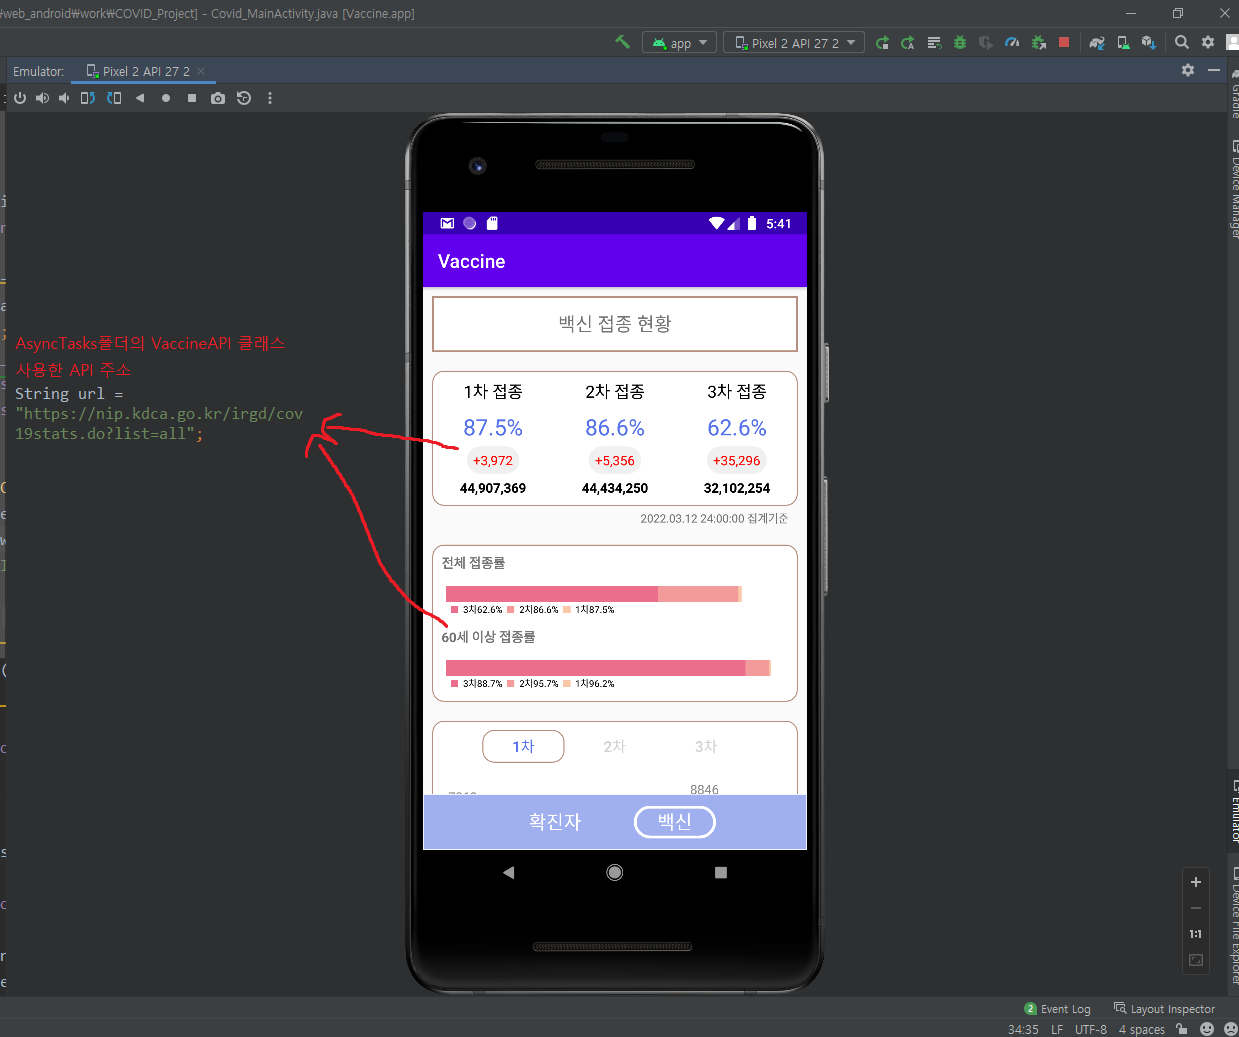 ₩web_android₩work₩COVID_Project] - Covid_MainActivity.java [Vaccine.app]
app
Pixel 2 API 27 2
Emulator:
Pixel 2 API 27 2
Gradle
Device Manager
5:41
Vaccine
백신 접종 현황
1차 접종 2차 접종 3차 접종
87.5% 86.6% 62.6%
+3,972 +5,356 +35,296
44,907,369 44,434,250 32,102,254
2022.03.12 24:00:00 집계기준
AsyncTasks폴더의 VaccineAPI 클래스
사용한 API 주소
String url =
"https://nip.kdca.go.kr/irgd/cov
19stats.do?list=all";
전체 접종률
3차62.6% 2차86.6% 1차87.5%
60세 이상 접종률
3차88.7% 2차95.7% 1차96.2%
1차 2차 3차
8846
확진자 백신
Emulator
Device File Explorer
1:1
2 Event Log Layout Inspector
34:35 LF UTF-8 4 spaces